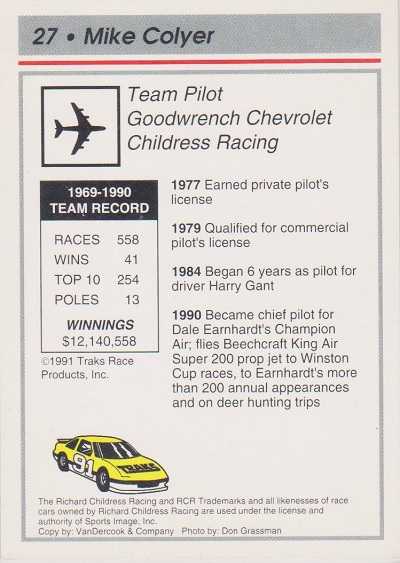 27 • Mike Colyer
Team Pilot
Goodwrench Chevrolet
Childress Racing
1969-1990
TEAM RECORD
RACES 558
WINS 41
TOP 10 254
POLES 13
WINNINGS
$12,140,558
©1991 Traks Race
Products, Inc.
1977 Earned private pilot's
license
1979 Qualified for commercial
pilot's license
1984 Began 6 years as pilot for
driver Harry Gant
1990 Became chief pilot for
Dale Earnhardt's Champion
Air; flies Beechcraft King Air
Super 200 prop jet to Winston
Cup races, to Earnhardt's more
than 200 annual appearances
and on deer hunting trips
91
TRAKS
The Richard Childress Racing and RCR Trademarks and all likenesses of race
cars owned by Richard Childress Racing are used under the license and
authority of Sports Image, Inc.
Copy by: VanDercook & Company Photo by: Don Grassman